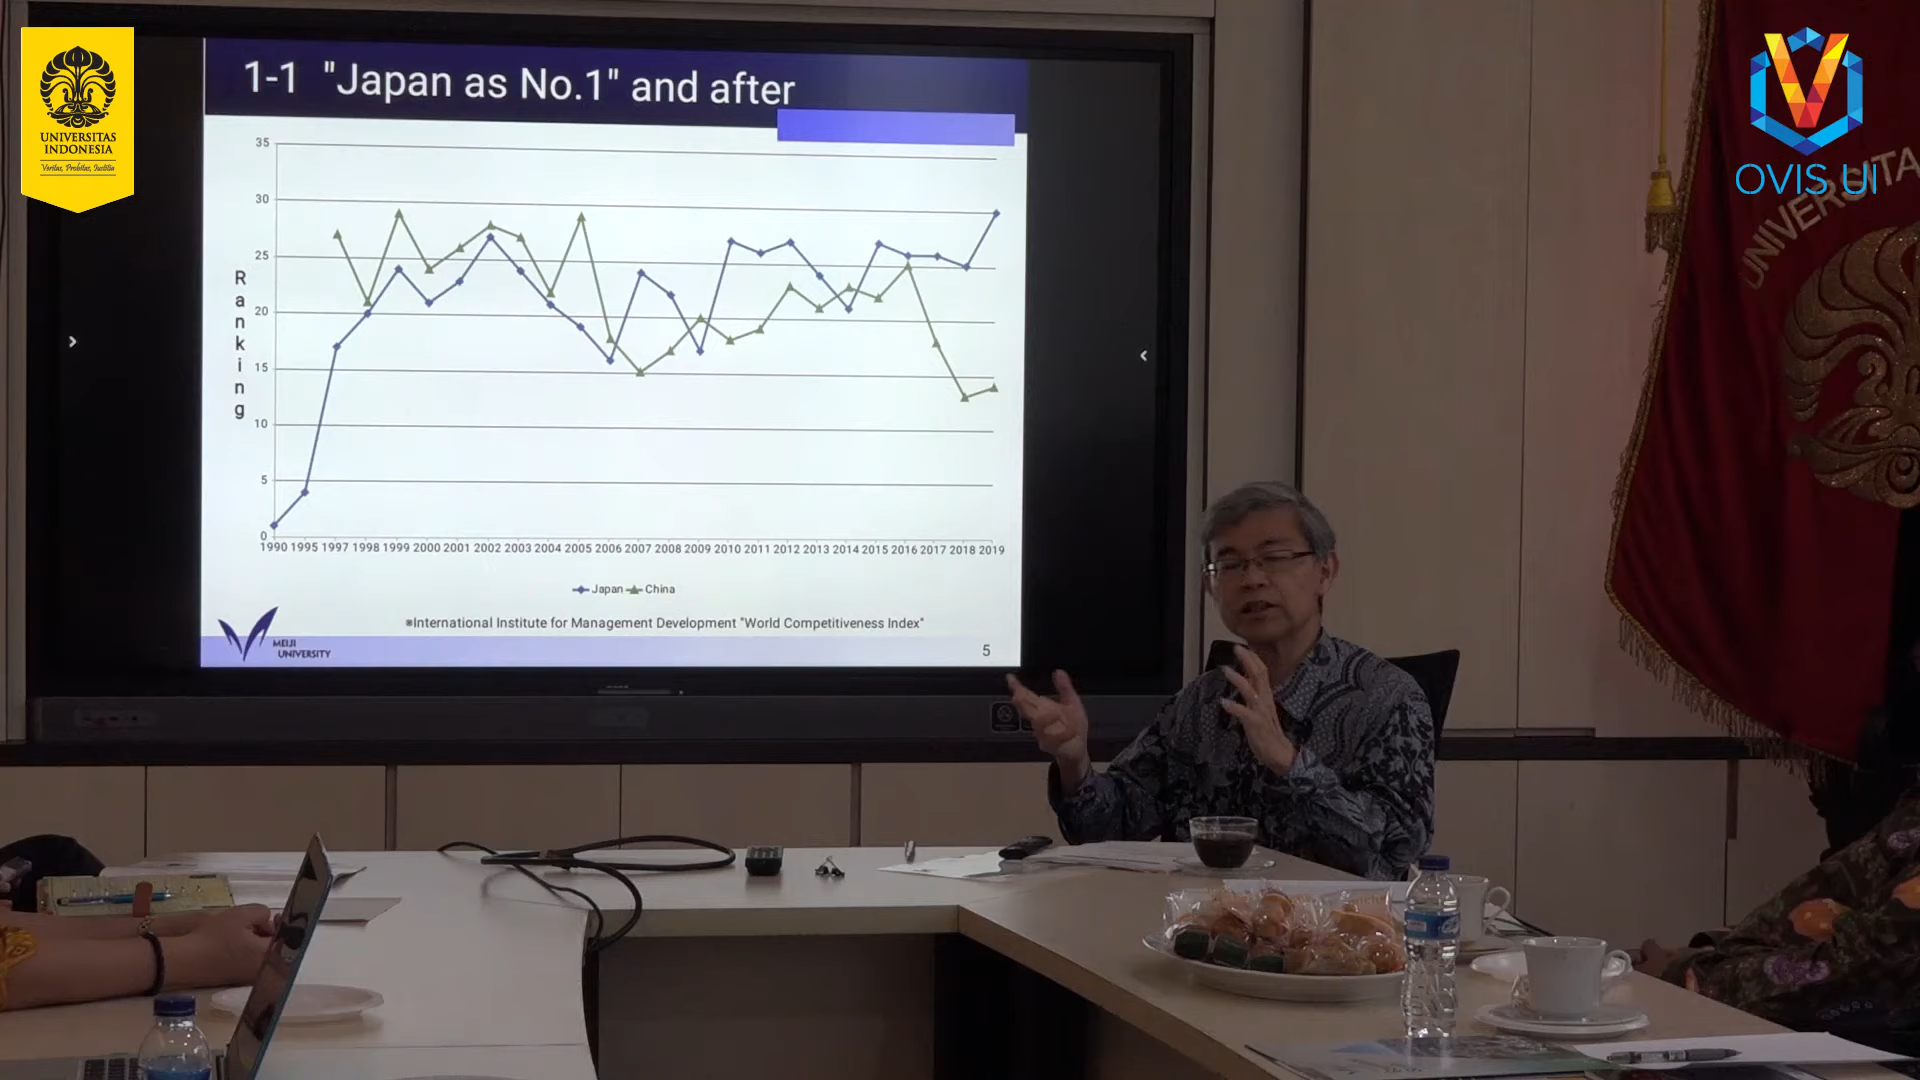 UNIVERSITAS
INDONESIA
Veritas, Probitas, Iustitia
1-1 "Japan as No.1" and after
Ranking
35
30
25
20
15
10
5
0
1990 1995 1997 1998 1999 2000 2001 2002 2003 2004 2005 2006 2007 2008 2009 2010 2011 2012 2013 2014 2015 2016 2017 2018 2019
Japan China
※International Institute for Management Development "World Competitiveness Index"
MEIJI
UNIVERSITY
5
OVIS UI
UNIVERSITA